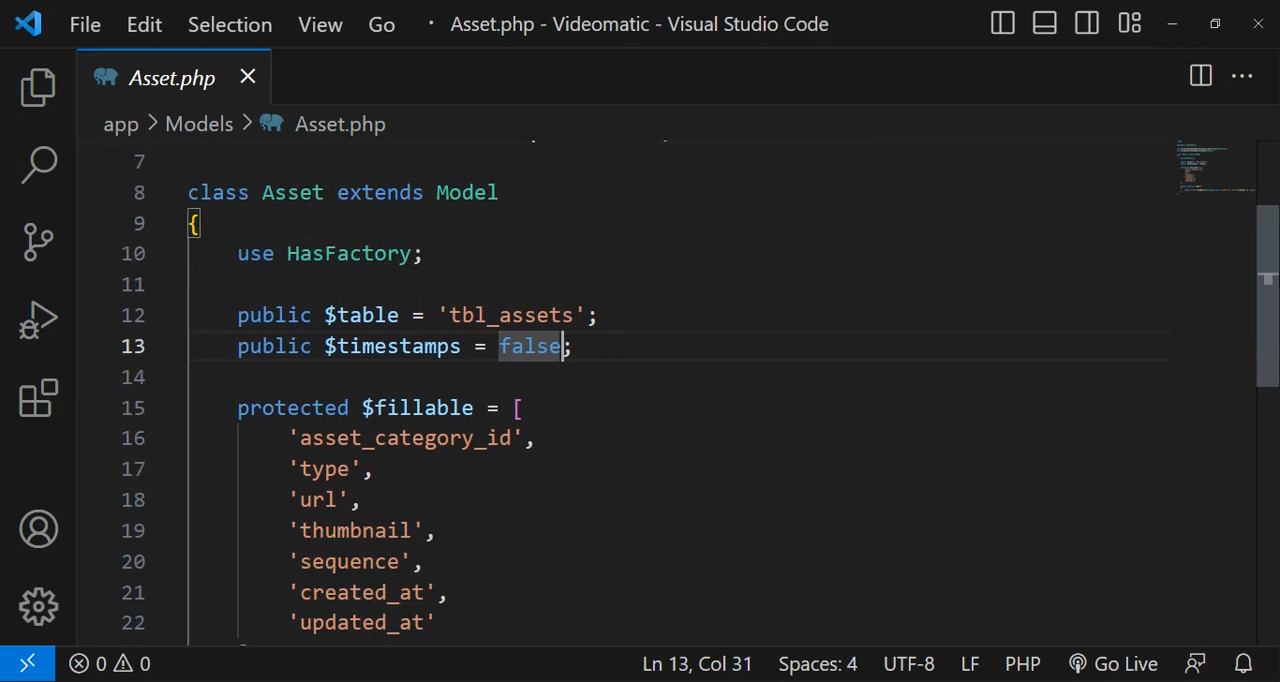 File Edit Selection View Go • Asset.php - Videomatic - Visual Studio Code
Asset.php
app > Models > Asset.php
7
8 class Asset extends Model
9 {
10 use HasFactory;
11
12 public $table = 'tbl_assets';
13 public $timestamps = false;
14
15 protected $fillable = [
16 'asset_category_id',
17 'type',
18 'url',
19 'thumbnail',
20 'sequence',
21 'created_at',
22 'updated_at'
0 0 Ln 13, Col 31 Spaces: 4 UTF-8 LF PHP Go Live